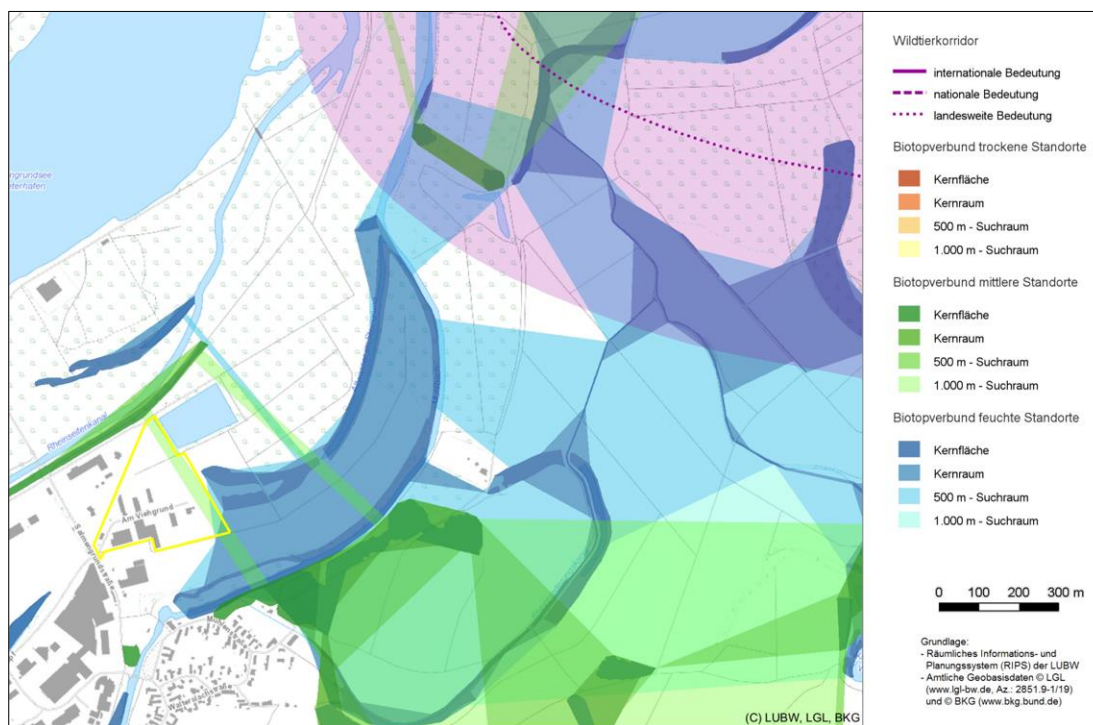 Rheinseitenkanal
Am Viehgrund
Salmengrundstraße
Mühlenstraße
(C) LUBW, LGL, BKG
Wildtierkorridor
internationale Bedeutung
nationale Bedeutung
landesweite Bedeutung
Biotopverbund trockene Standorte
Kernfläche
Kernraum
500 m - Suchraum
1.000 m - Suchraum
Biotopverbund mittlere Standorte
Kernfläche
Kernraum
500 m - Suchraum
1.000 m - Suchraum
Biotopverbund feuchte Standorte
Kernfläche
Kernraum
500 m - Suchraum
1.000 m - Suchraum
0 100 200 300 m
Grundlage:
- Räumliches Informations- und
Planungssystem (RIPS) der LUBW
- Amtliche Geobasisdaten © LGL
(www.lgl-bw.de, Az.: 2851.9-1/19)
und © BKG (www.bkg.bund.de)